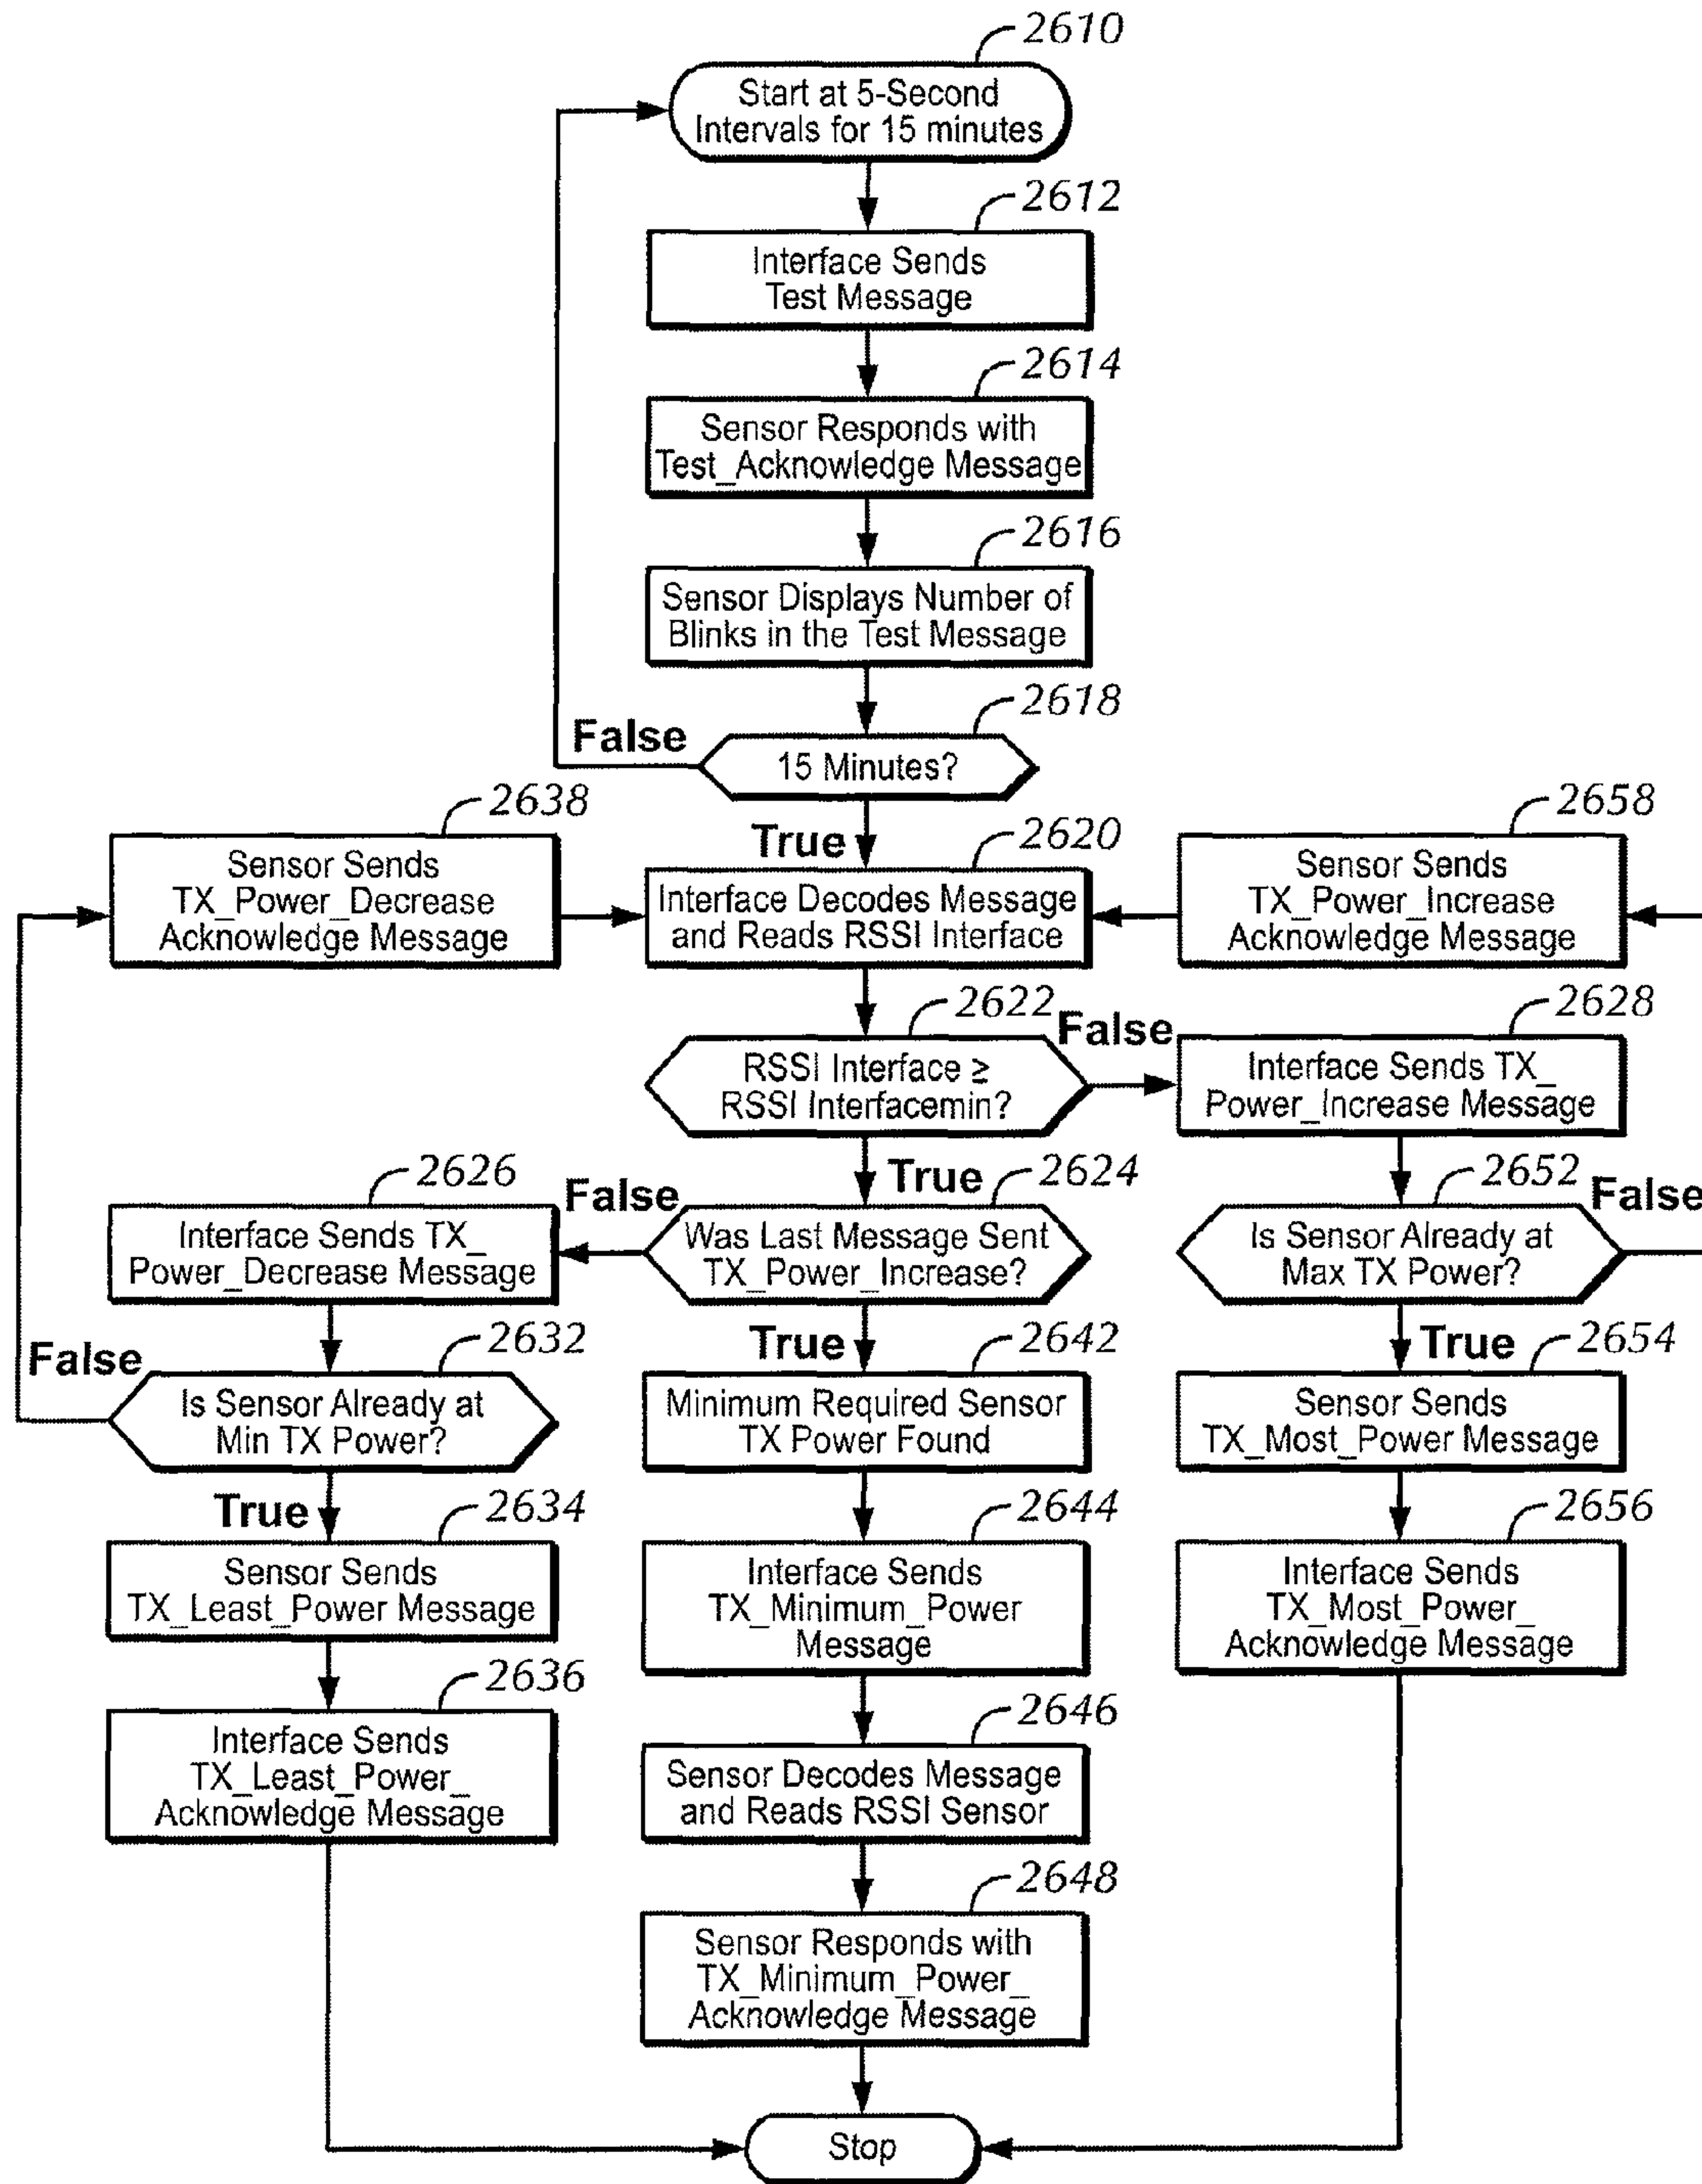 2610
Start at 5-Second
Intervals for 15 minutes
2612
Interface Sends
Test Message
2614
Sensor Responds with
Test_Acknowledge Message
2616
Sensor Displays Number of
Blinks in the Test Message
2618
False
15 Minutes?
2638
Sensor Sends
TX_Power_Decrease
Acknowledge Message
True
2620
Interface Decodes Message
and Reads RSSI Interface
2658
Sensor Sends
TX_Power_Increase
Acknowledge Message
2622
RSSI Interface ≥
RSSI Interfacemin?
False
2628
Interface Sends TX_
Power_Increase Message
2626
Interface Sends TX_
Power_Decrease Message
False
True
2624
Was Last Message Sent
TX_Power_Increase?
2652
False
Is Sensor Already at
Max TX Power?
False
2632
Is Sensor Already at
Min TX Power?
True
2642
Minimum Required Sensor
TX Power Found
True
2654
Sensor Sends
TX_Most_Power Message
True
2634
Sensor Sends
TX_Least_Power Message
2644
Interface Sends
TX_Minimum_Power
Message
2656
Interface Sends
TX_Most_Power_
Acknowledge Message
2636
Interface Sends
TX_Least_Power_
Acknowledge Message
2646
Sensor Decodes Message
and Reads RSSI Sensor
2648
Sensor Responds with
TX_Minimum_Power_
Acknowledge Message
Stop